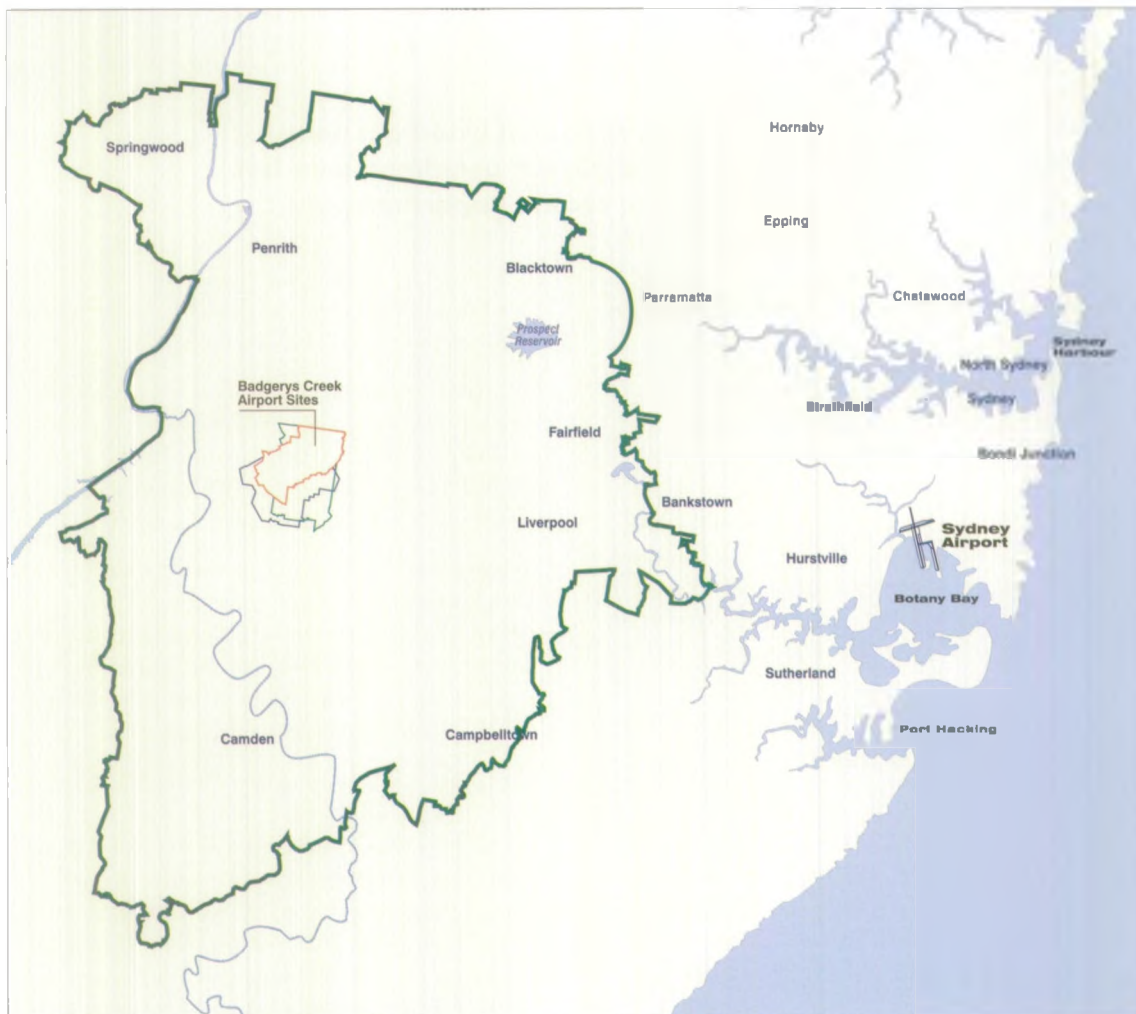 Hornsby
Springwood
Epping
Penrith
Blacktown
Parramatta
Chatswood
Prospect
Reservoir
Sydney
Harbour
North Sydney
Badgerys Creek
Airport Sites
Sydney
Strathfield
Fairfield
Bondi Junction
Bankstown
Liverpool
Sydney
Airport
Hurstville
Botany Bay
Sutherland
Camden
Campbelltown
Port Hacking